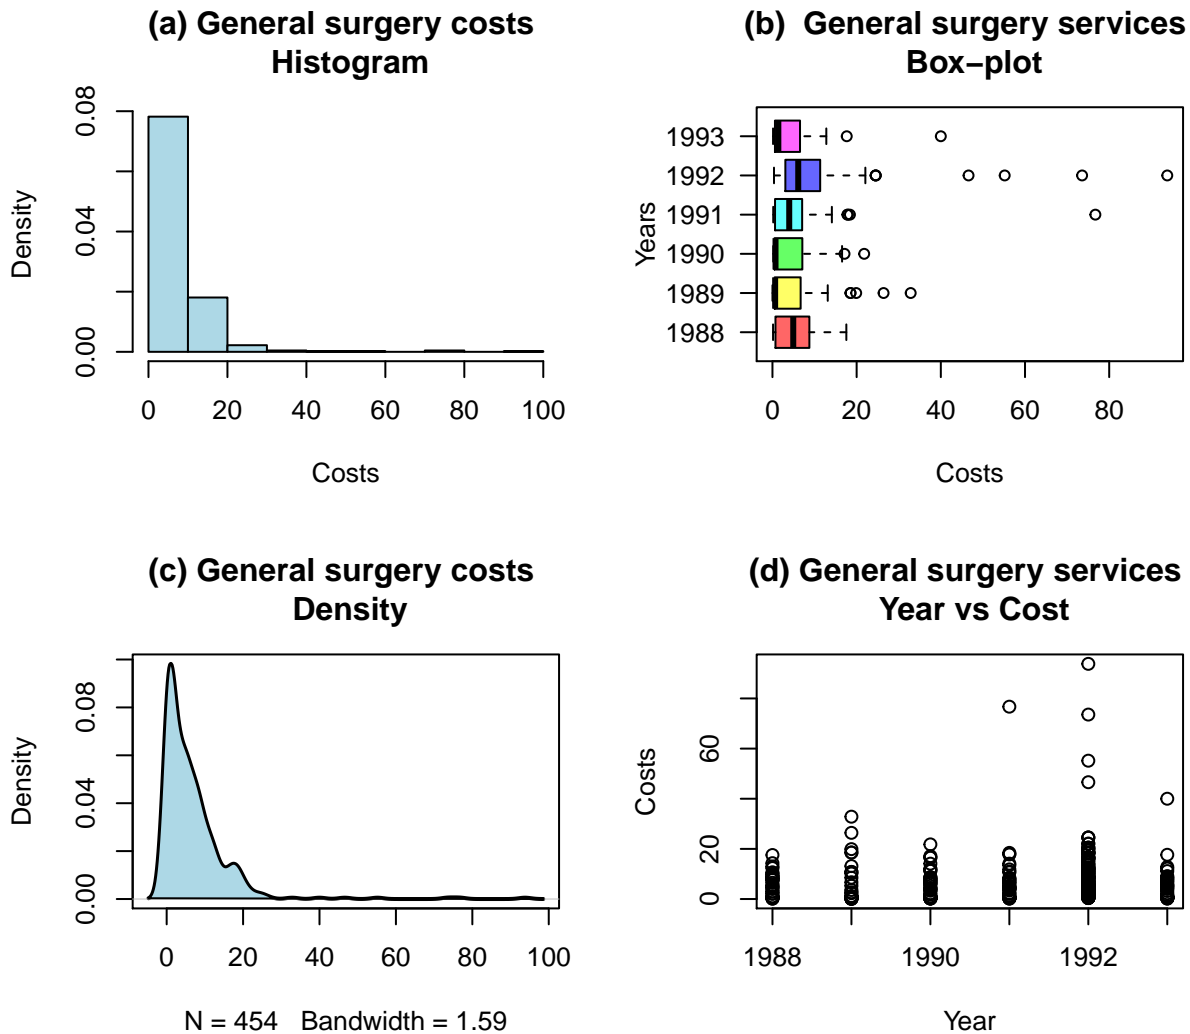 (a) General surgery costs
Histogram
Density
0.00 0.04 0.08
0 20 40 60 80 100
Costs
(b) General surgery services
Box−plot
Years
1993
1992
1991
1990
1989
1988
0 20 40 60 80
Costs
(c) General surgery costs
Density
Density
0.00 0.04 0.08
0 20 40 60 80 100
N = 454 Bandwidth = 1.59
(d) General surgery services
Year vs Cost
Costs
0 20 60
1988 1990 1992
Year